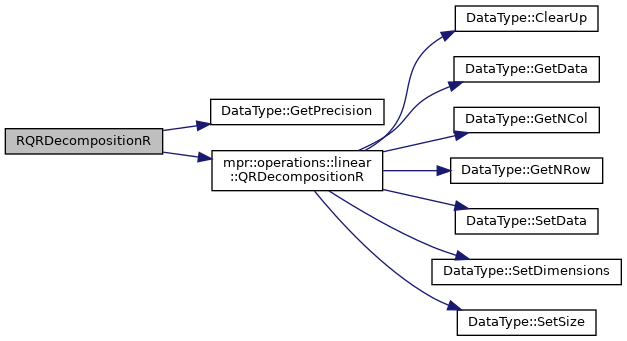 RQRDecompositionR
DataType::GetPrecision
mpr::operations::linear
::QRDecompositionR
DataType::ClearUp
DataType::GetData
DataType::GetNCol
DataType::GetNRow
DataType::SetData
DataType::SetDimensions
DataType::SetSize